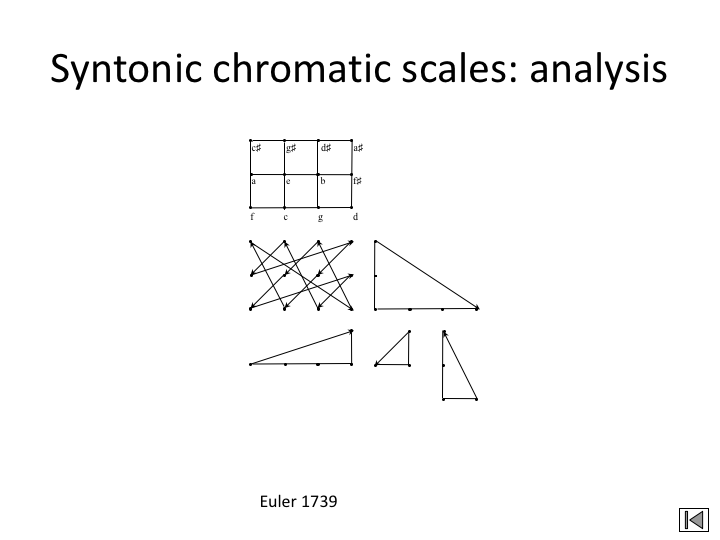 Syntonic chromatic scales: analysis
c♯ g♯ d♯ a♯
a e b f♯
f c g d
Euler 1739